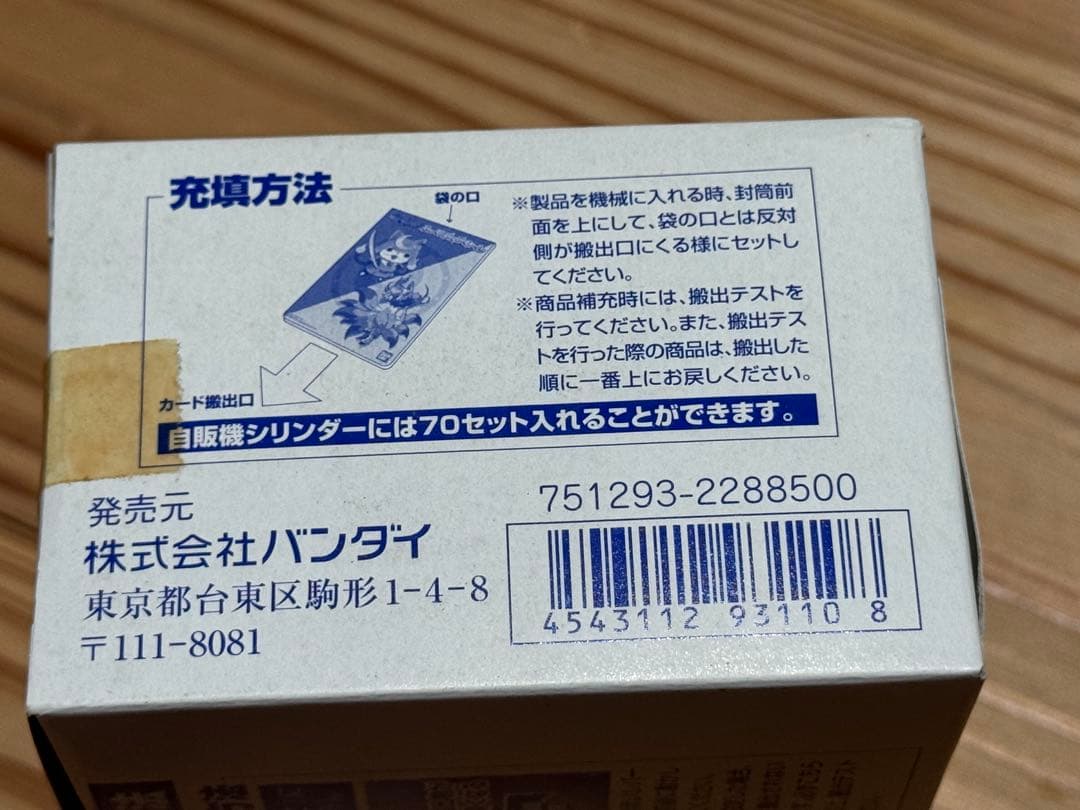 充填方法
袋の口
※製品を機械に入れる時、封筒前
面を上にして、袋の口とは反対
側が搬出口にくる様にセットし
てください。
※商品補充時には、搬出テストを
行ってください。また、搬出テス
トを行った際の商品は、搬出した
順に一番上にお戻しください。
カード搬出口
自販機シリンダーには70セット入れることができます。
発売元
株式会社バンダイ
東京都台東区駒形1-4-8
〒111-8081
751293-2288500
4543112 93110 8